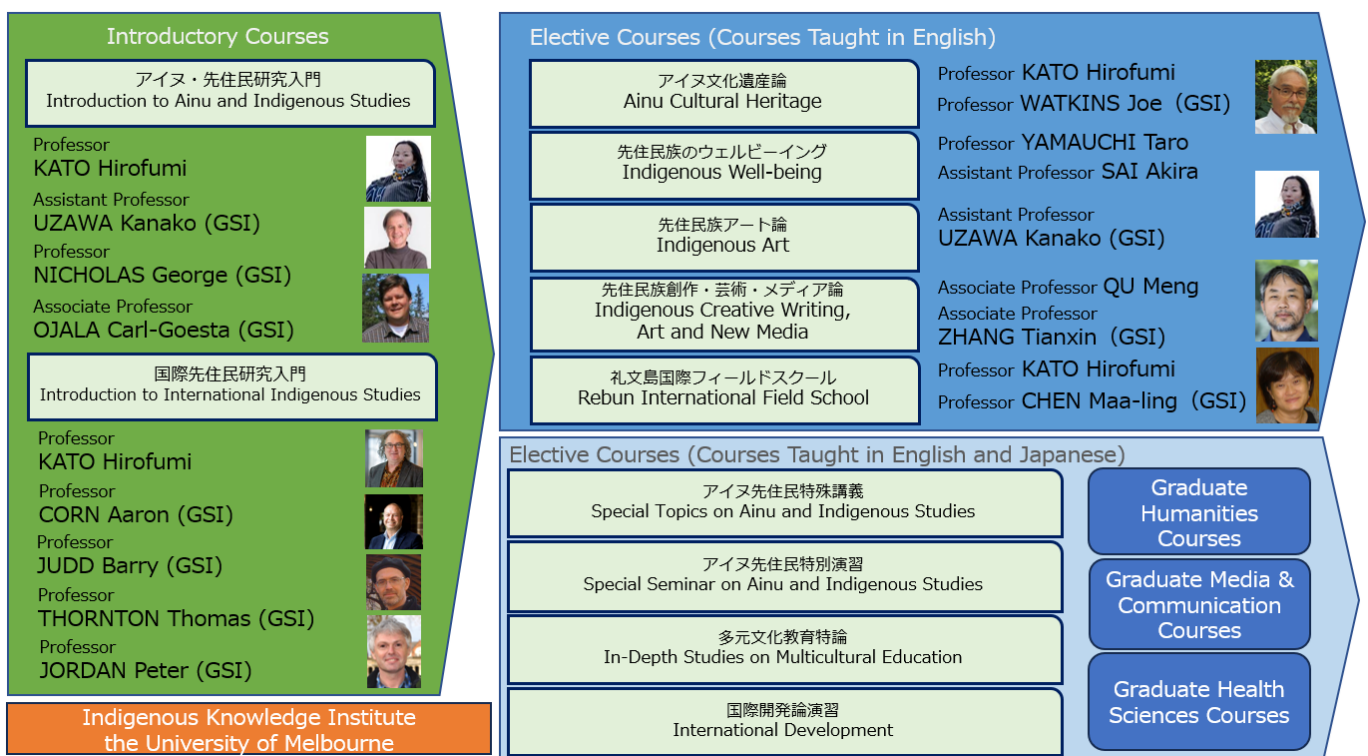 Introductory Courses
アイヌ・先住民研究入門
Introduction to Ainu and Indigenous Studies
Professor
KATO Hirofumi
Assistant Professor
UZAWA Kanako (GSI)
Professor
NICHOLAS George (GSI)
Associate Professor
OJALA Carl-Goesta (GSI)
国際先住民研究入門
Introduction to International Indigenous Studies
Professor
KATO Hirofumi
Professor
CORN Aaron (GSI)
Professor
JUDD Barry (GSI)
Professor
THORNTON Thomas (GSI)
Professor
JORDAN Peter (GSI)
Indigenous Knowledge Institute
the University of Melbourne
Elective Courses (Courses Taught in English)
アイヌ文化遺産論
Ainu Cultural Heritage
Professor KATO Hirofumi
Professor WATKINS Joe（GSI）
先住民族のウェルビーイング
Indigenous Well-being
Professor YAMAUCHI Taro
Assistant Professor SAI Akira
先住民族アート論
Indigenous Art
Assistant Professor
UZAWA Kanako (GSI)
先住民族創作・芸術・メディア論
Indigenous Creative Writing,
Art and New Media
Associate Professor QU Meng
Associate Professor
ZHANG Tianxin（GSI）
礼文島国際フィールドスクール
Rebun International Field School
Professor KATO Hirofumi
Professor CHEN Maa-ling（GSI）
Elective Courses (Courses Taught in English and Japanese)
アイヌ先住民特殊講義
Special Topics on Ainu and Indigenous Studies
アイヌ先住民特別演習
Special Seminar on Ainu and Indigenous Studies
多元文化教育特論
In-Depth Studies on Multicultural Education
国際開発論演習
International Development
Graduate
Humanities
Courses
Graduate Media &
Communication
Courses
Graduate Health
Sciences Courses